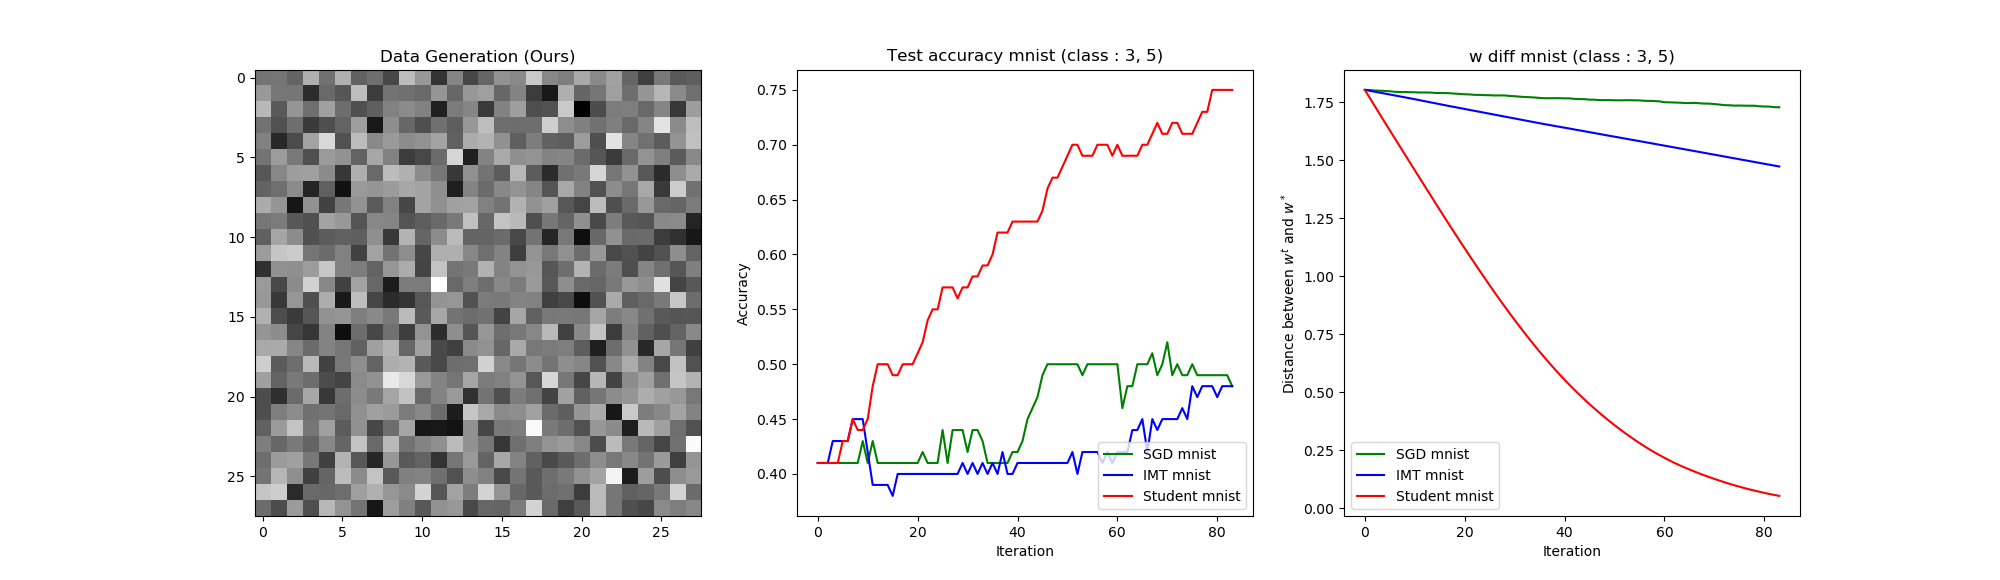 Data Generation (Ours)
0
5
10
15
20
25
0 5 10 15 20 25
Test accuracy mnist (class : 3, 5)
Accuracy
0.75
0.70
0.65
0.60
0.55
0.50
0.45
0.40
SGD mnist
IMT mnist
Student mnist
0 20 40 60 80
Iteration
w diff mnist (class : 3, 5)
Distance between w^t and w^*
1.75
1.50
1.25
1.00
0.75
0.50
0.25
0.00
SGD mnist
IMT mnist
Student mnist
0 20 40 60 80
Iteration